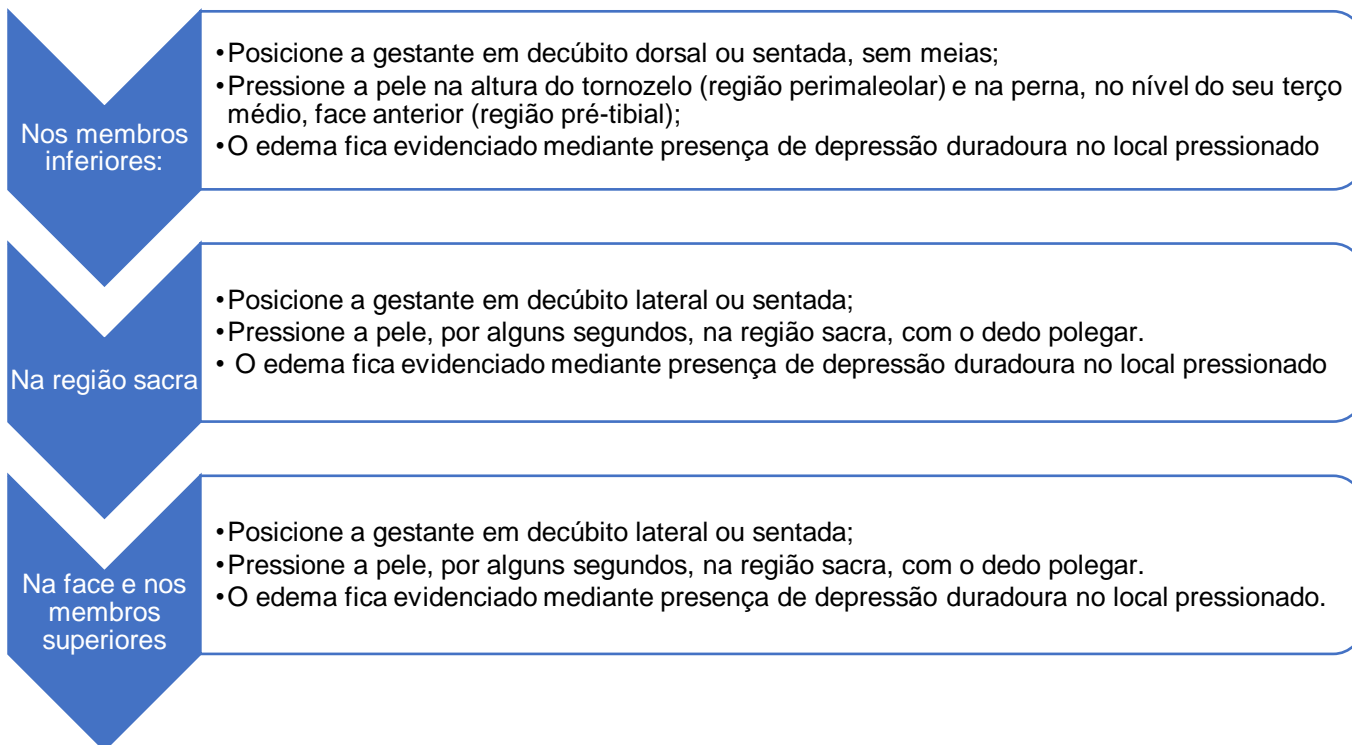 Nos membros
inferiores:
•Posicione a gestante em decúbito dorsal ou sentada, sem meias;
•Pressione a pele na altura do tornozelo (região perimaleolar) e na perna, no nível do seu terço
médio, face anterior (região pré-tibial);
•O edema fica evidenciado mediante presença de depressão duradoura no local pressionado
Na região sacra
•Posicione a gestante em decúbito lateral ou sentada;
•Pressione a pele, por alguns segundos, na região sacra, com o dedo polegar.
• O edema fica evidenciado mediante presença de depressão duradoura no local pressionado
Na face e nos
membros
superiores
•Posicione a gestante em decúbito lateral ou sentada;
•Pressione a pele, por alguns segundos, na região sacra, com o dedo polegar.
•O edema fica evidenciado mediante presença de depressão duradoura no local pressionado.